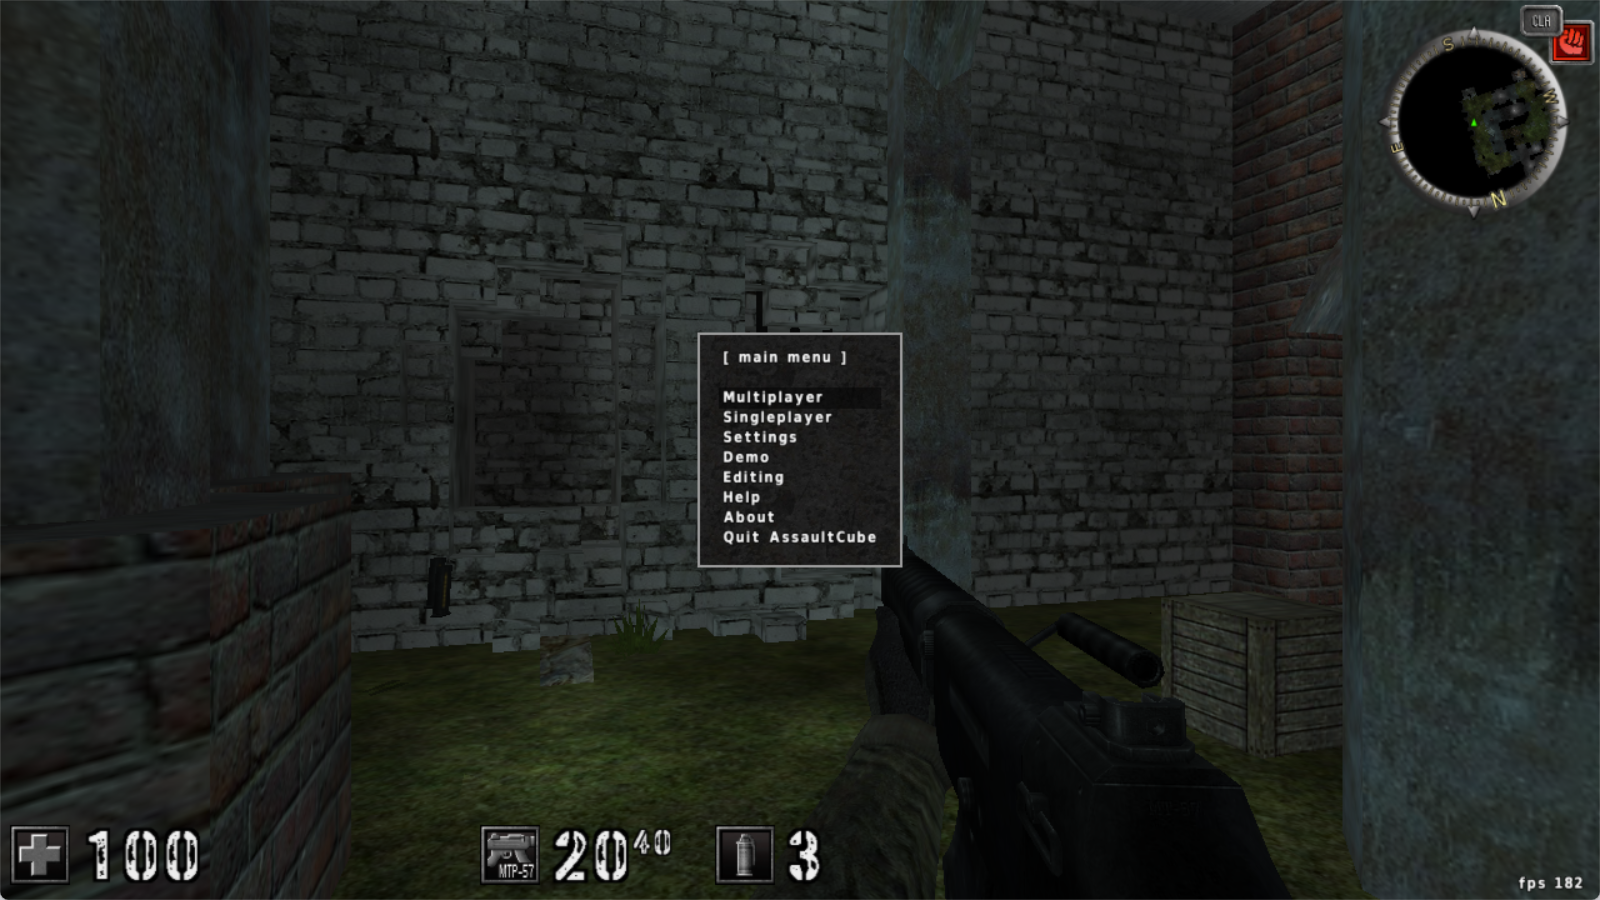 CLA
S
W
E
N
[ main menu ]
Multiplayer
Singleplayer
Settings
Demo
Editing
Help
About
Quit AssaultCube
100
MTP-57
20 40
3
fps 182